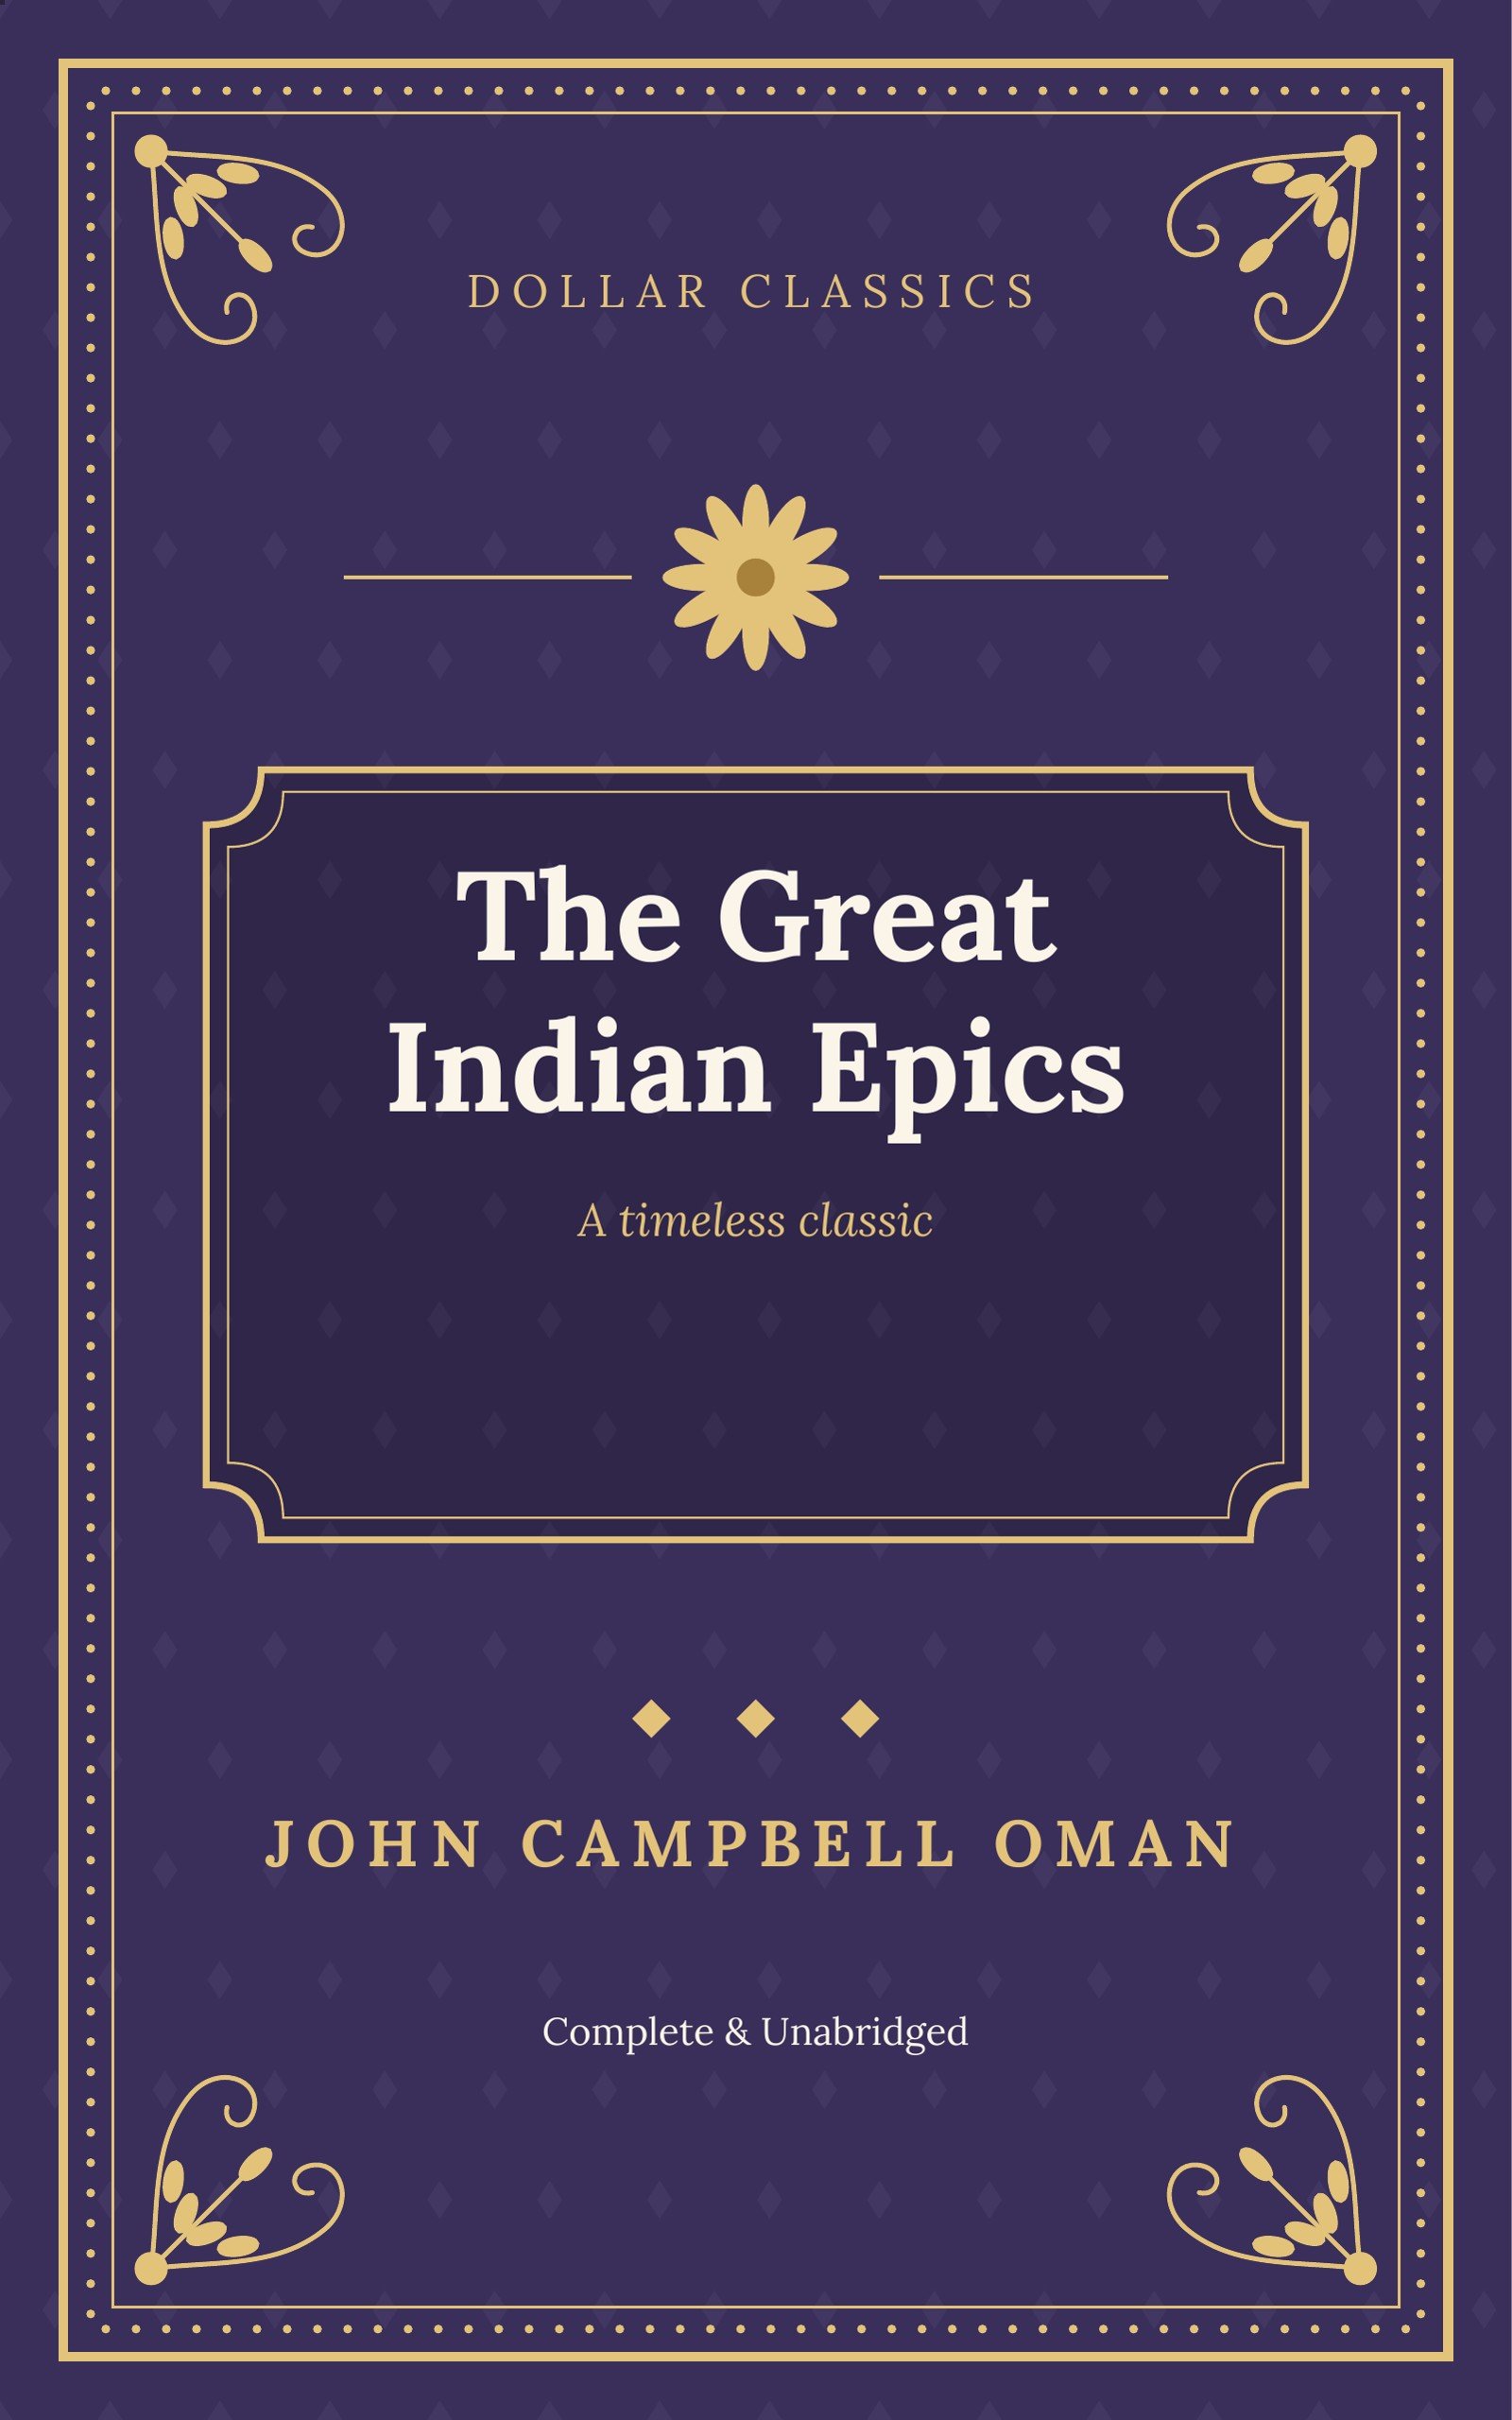 DOLLAR CLASSICS
The Great
Indian Epics
A timeless classic
JOHN CAMPBELL OMAN
Complete & Unabridged